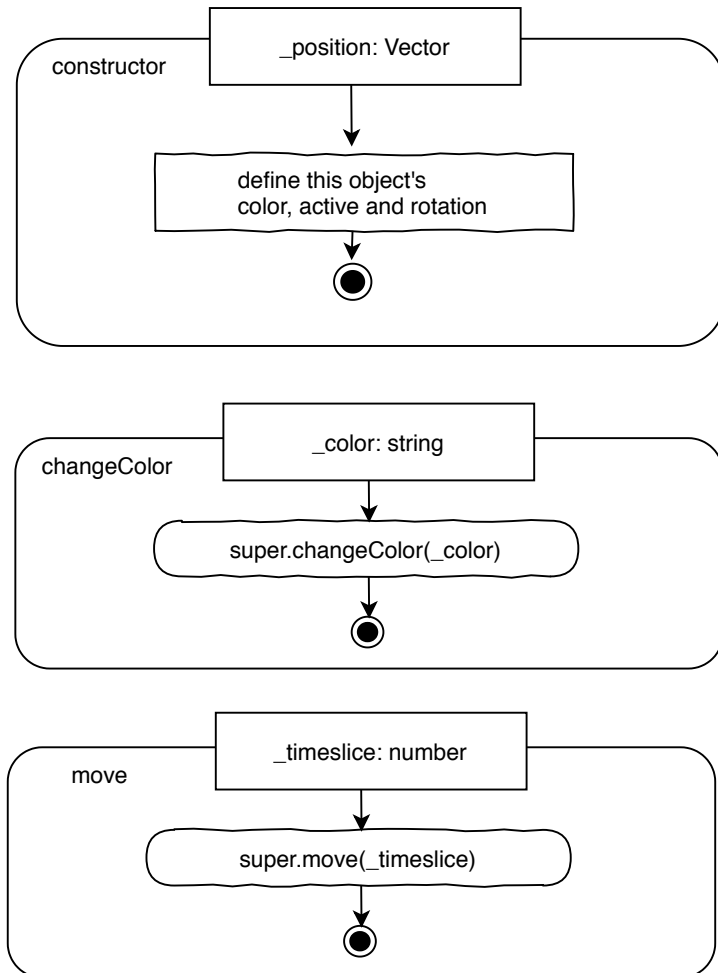 _position: Vector
constructor
define this object's
color, active and rotation
_color: string
changeColor
super.changeColor(_color)
_timeslice: number
move
super.move(_timeslice)